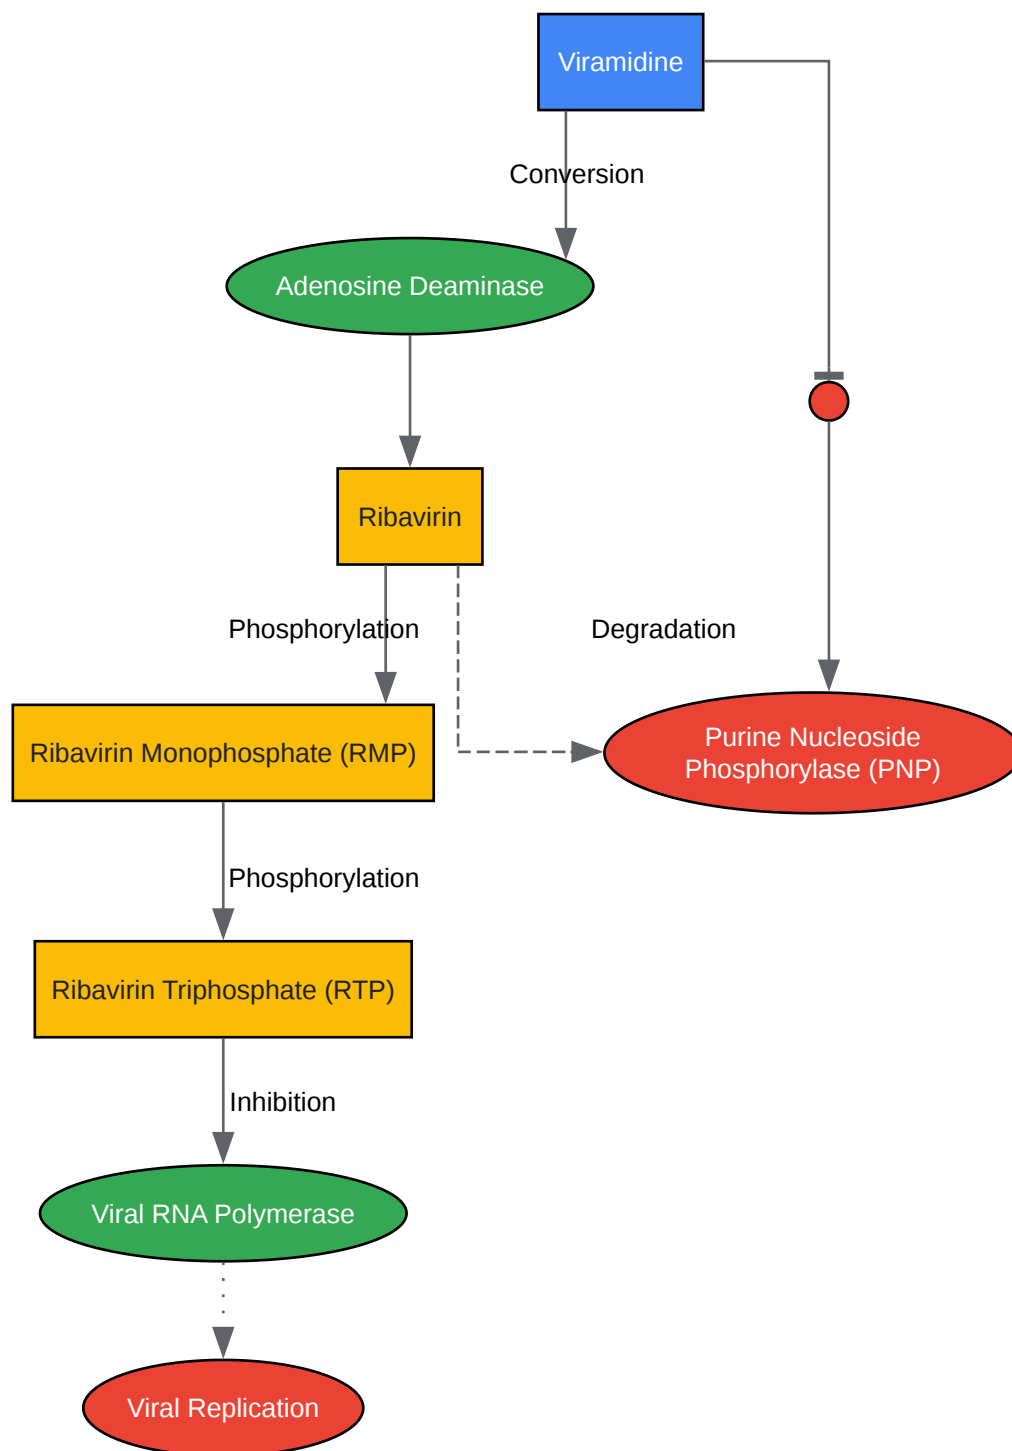 Viramidine
Conversion
Adenosine Deaminase
Ribavirin
Phosphorylation
Degradation
Ribavirin Monophosphate (RMP)
Purine Nucleoside
Phosphorylase (PNP)
Phosphorylation
Ribavirin Triphosphate (RTP)
Inhibition
Viral RNA Polymerase
Viral Replication